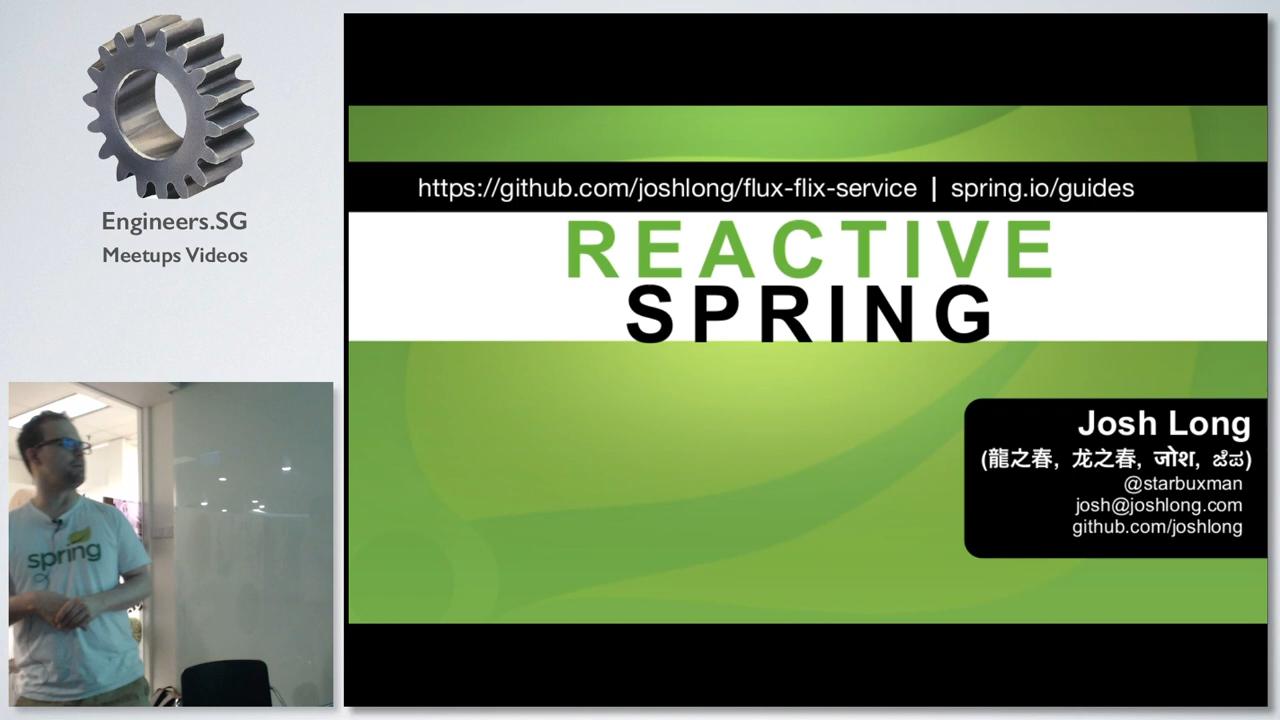 Engineers.SG
Meetups Videos
https://github.com/joshlong/flux-flix-service | spring.io/guides
REACTIVE
SPRING
Josh Long
(龍之春, 龙之春, जोश, ಜೆಪ)
@starbuxman
josh@joshlong.com
github.com/joshlong
spring